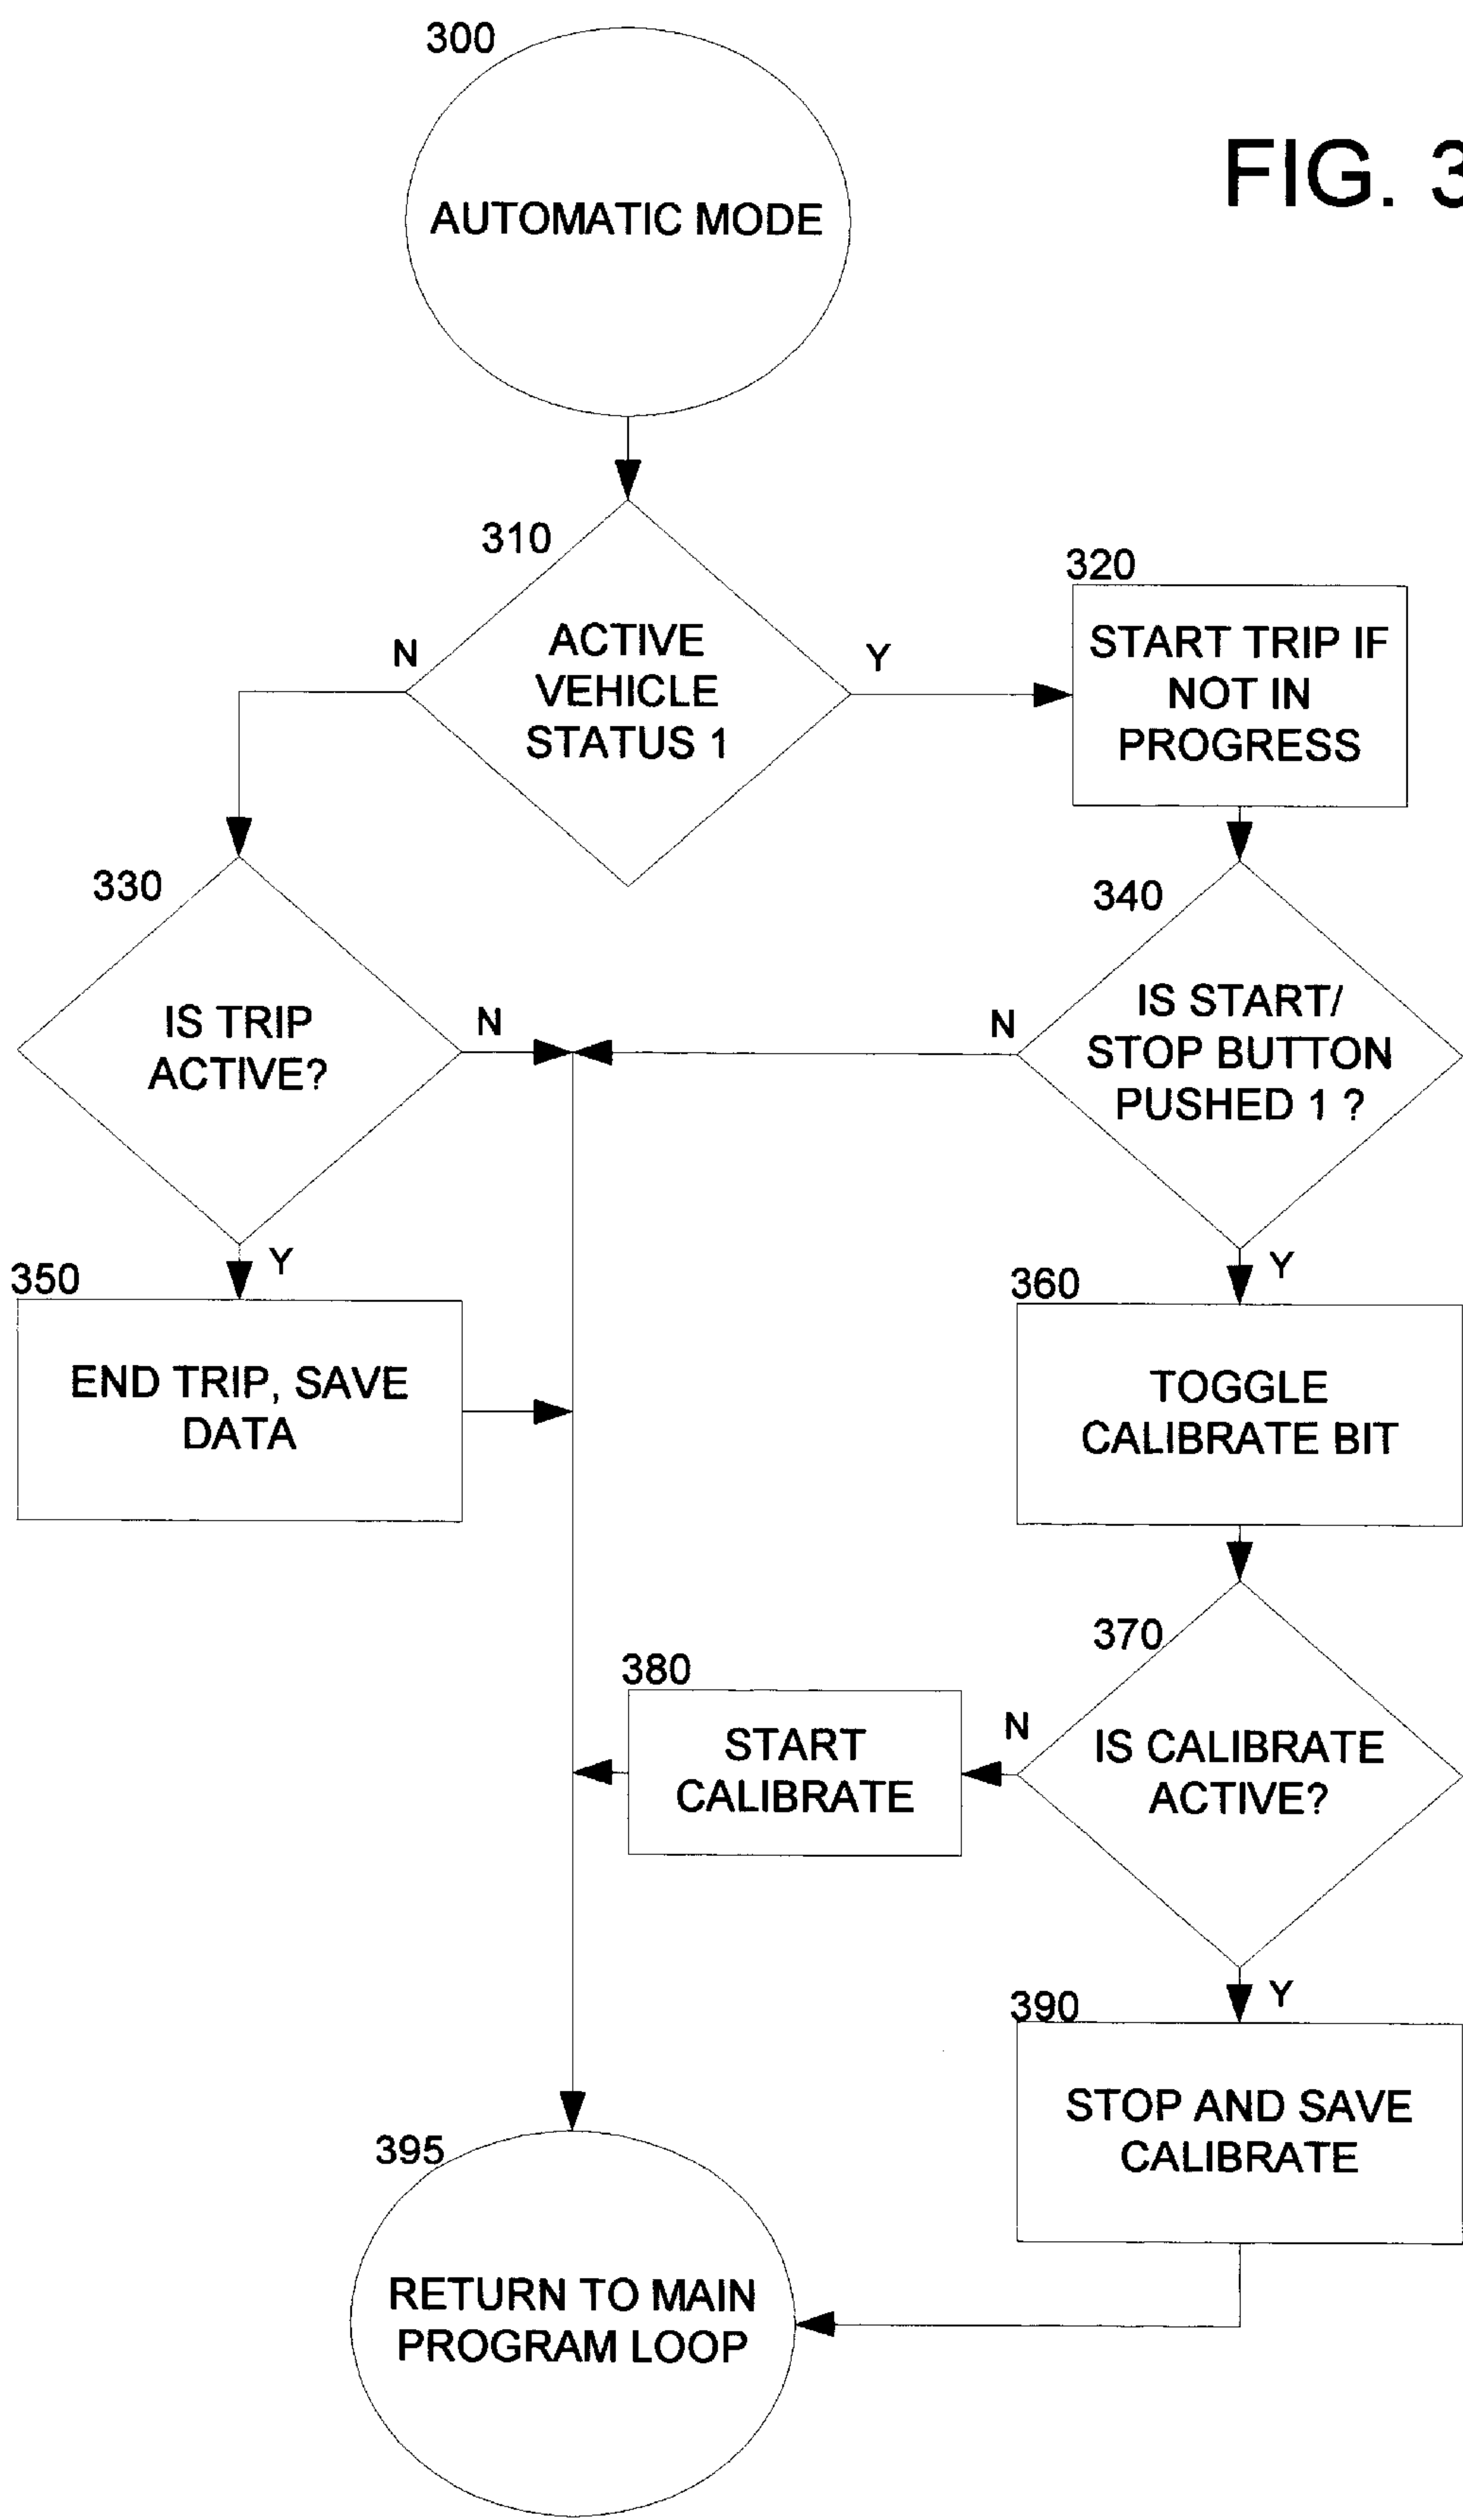 300
FIG. 3
AUTOMATIC MODE
310
ACTIVE
VEHICLE
STATUS 1
N
Y
320
START TRIP IF
NOT IN
PROGRESS
330
IS TRIP
ACTIVE?
N
Y
340
IS START/
STOP BUTTON
PUSHED 1 ?
N
Y
350
END TRIP, SAVE
DATA
360
TOGGLE
CALIBRATE BIT
370
IS CALIBRATE
ACTIVE?
N
Y
380
START
CALIBRATE
390
STOP AND SAVE
CALIBRATE
395
RETURN TO MAIN
PROGRAM LOOP